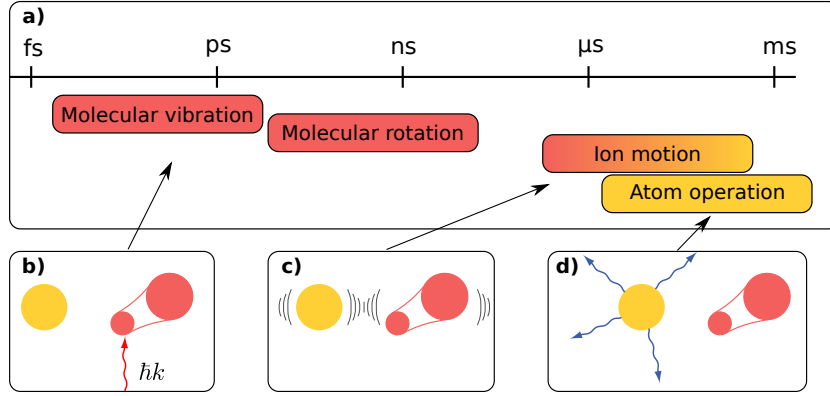 a)
fs ps ns µs ms
Molecular vibration
Molecular rotation
Ion motion
Atom operation
b) c) d)
ħk